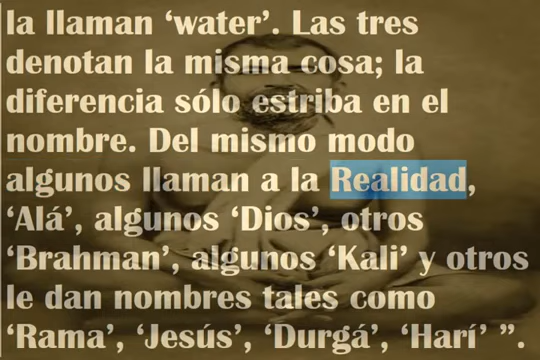 la llaman ‘water’. Las tres
denotan la misma cosa; la
diferencia sólo estriba en el
nombre. Del mismo modo
algunos llaman a la Realidad,
‘Alá’, algunos ‘Dios’, otros
‘Brahman’, algunos ‘Kali’ y otros
le dan nombres tales como
‘Rama’, ‘Jesús’, ‘Durgá’, ‘Harí’ ”.